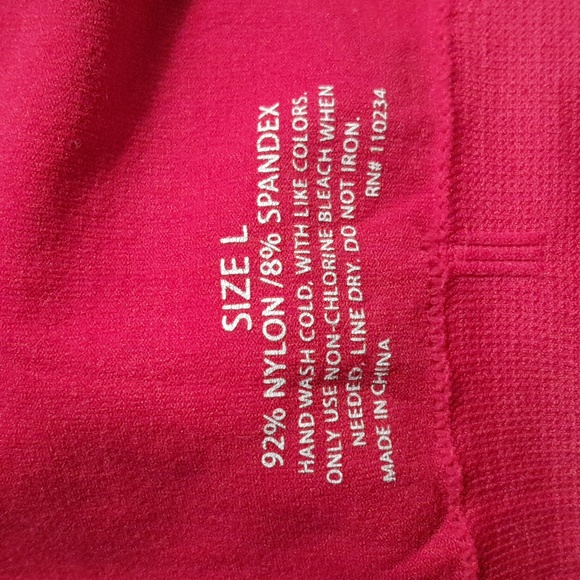 SIZE L
92% NYLON /8% SPANDEX
HAND WASH COLD, WITH LIKE COLORS.
ONLY USE NON-CHLORINE BLEACH WHEN
NEEDED. LINE DRY. DO NOT IRON.
MADE IN CHINA RN# 110234